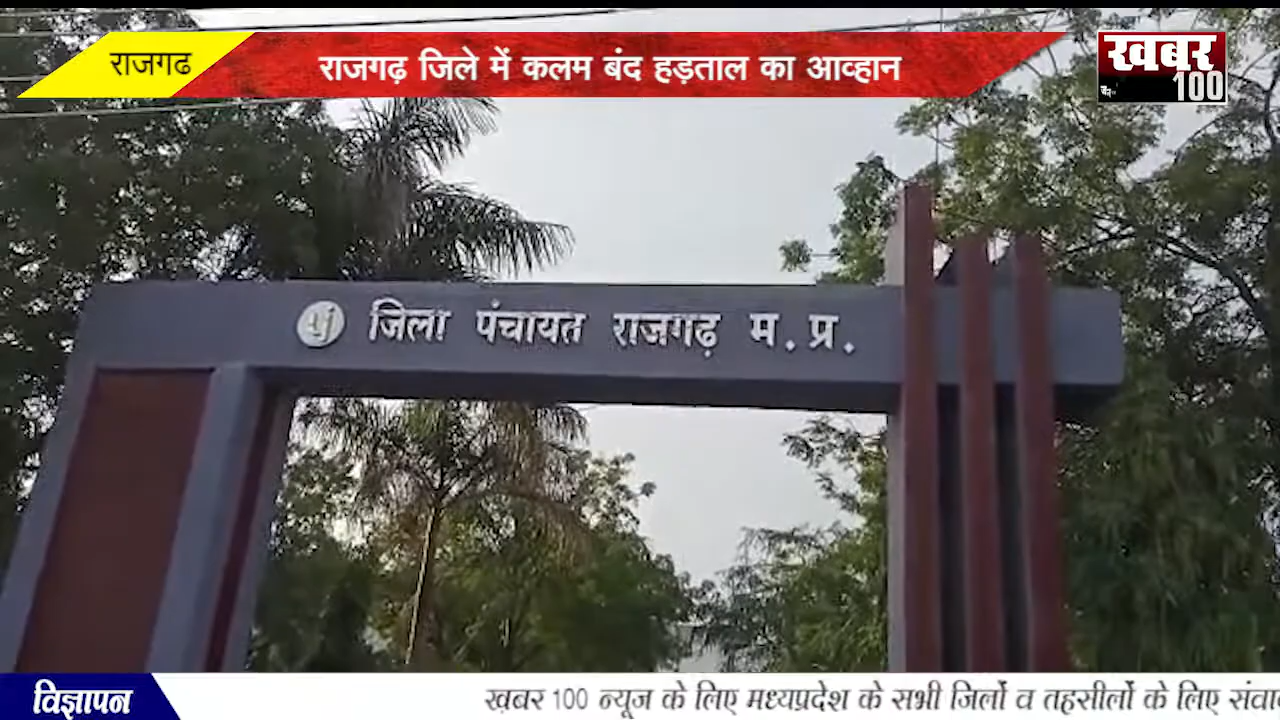 राजगढ
राजगढ़ जिले में कलम बंद हड़ताल का आव्हान
खबर
100
जिला पंचायत राजगढ़ म.प्र.
विज्ञापन
ख़बर 100 न्यूज के लिए मध्यप्रदेश के सभी जिलों व तहसीलों के लिए संवा